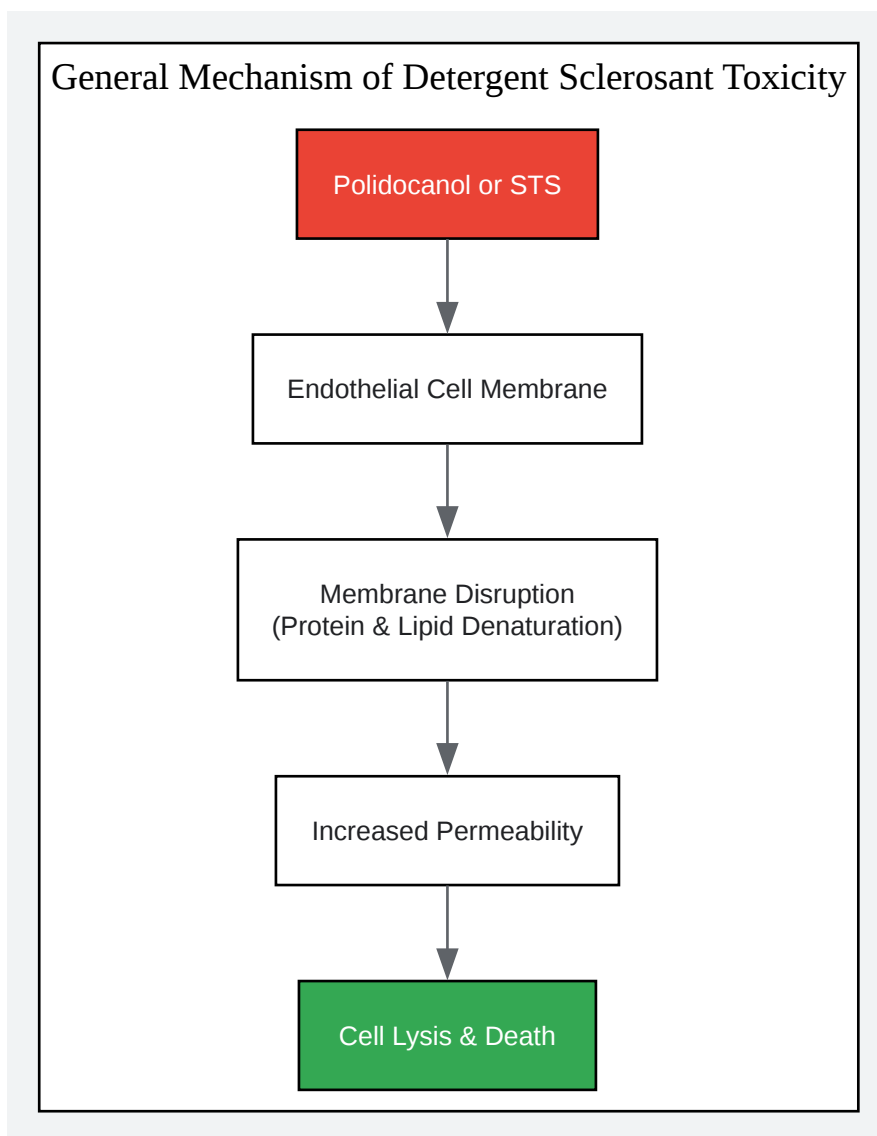 General Mechanism of Detergent Sclerosant Toxicity
Polidocanol or STS
Endothelial Cell Membrane
Membrane Disruption
(Protein & Lipid Denaturation)
Increased Permeability
Cell Lysis & Death